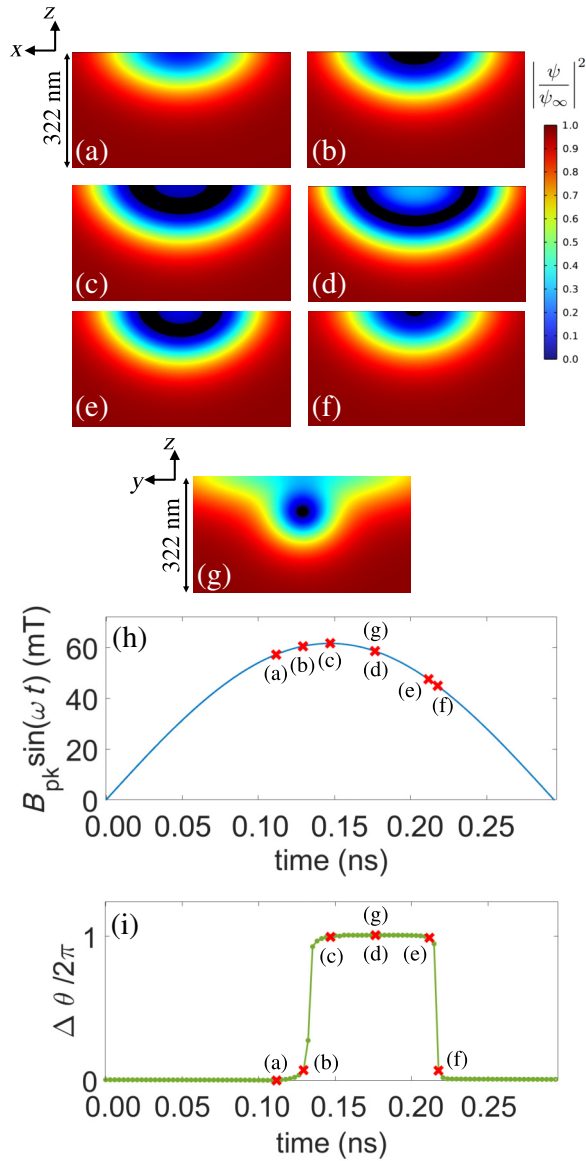 z
x
322 nm
(a)
(b)
|ψ/ψ∞|²
1.0
0.9
0.8
0.7
0.6
0.5
0.4
0.3
0.2
0.1
0.0
(c)
(d)
(e)
(f)
z
y
322 nm
(g)
(h)
B_pk sin(ω t) (mT)
60
40
20
0
(a)
(b)
(c)
(g)
(d)
(e)
(f)
0.00 0.05 0.10 0.15 0.20 0.25
time (ns)
(i)
Δ θ /2π
1
0
(a)
(b)
(c)
(g)
(d)
(e)
(f)
0.00 0.05 0.10 0.15 0.20 0.25
time (ns)